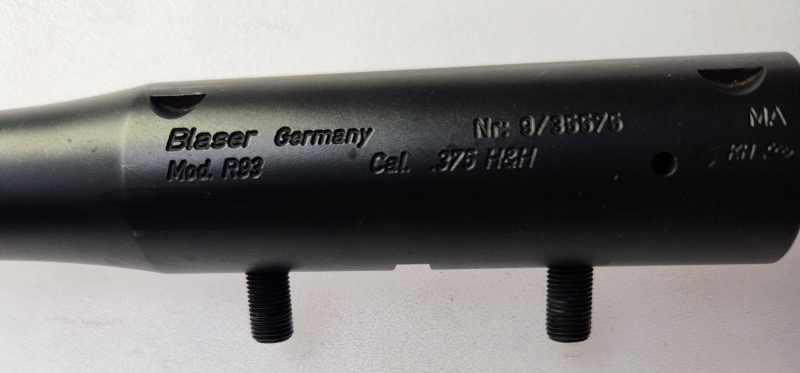 Blaser Germany
Mod. R93
Cal. .375 H&H
Nr: 9/35575
MA